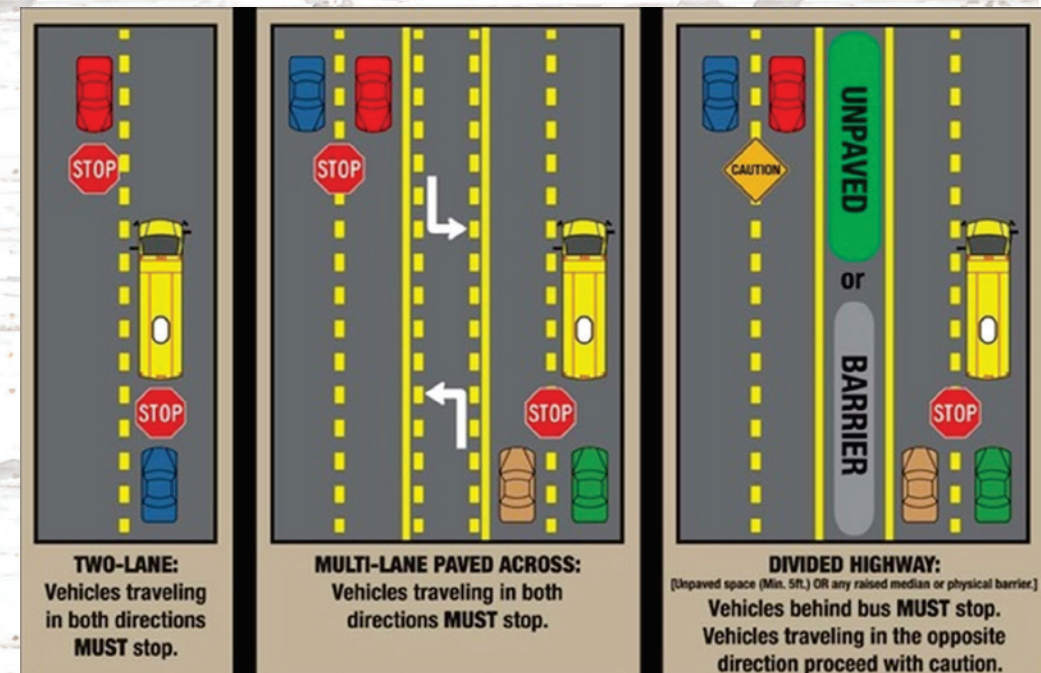 STOP
STOP
TWO-LANE:
Vehicles traveling
in both directions
MUST stop.
STOP
STOP
MULTI-LANE PAVED ACROSS:
Vehicles traveling in both
directions MUST stop.
CAUTION
UNPAVED
or
BARRIER
STOP
DIVIDED HIGHWAY:
[Unpaved space (Min. 5ft.) OR any raised median or physical barrier.]
Vehicles behind bus MUST stop.
Vehicles traveling in the opposite
direction proceed with caution.